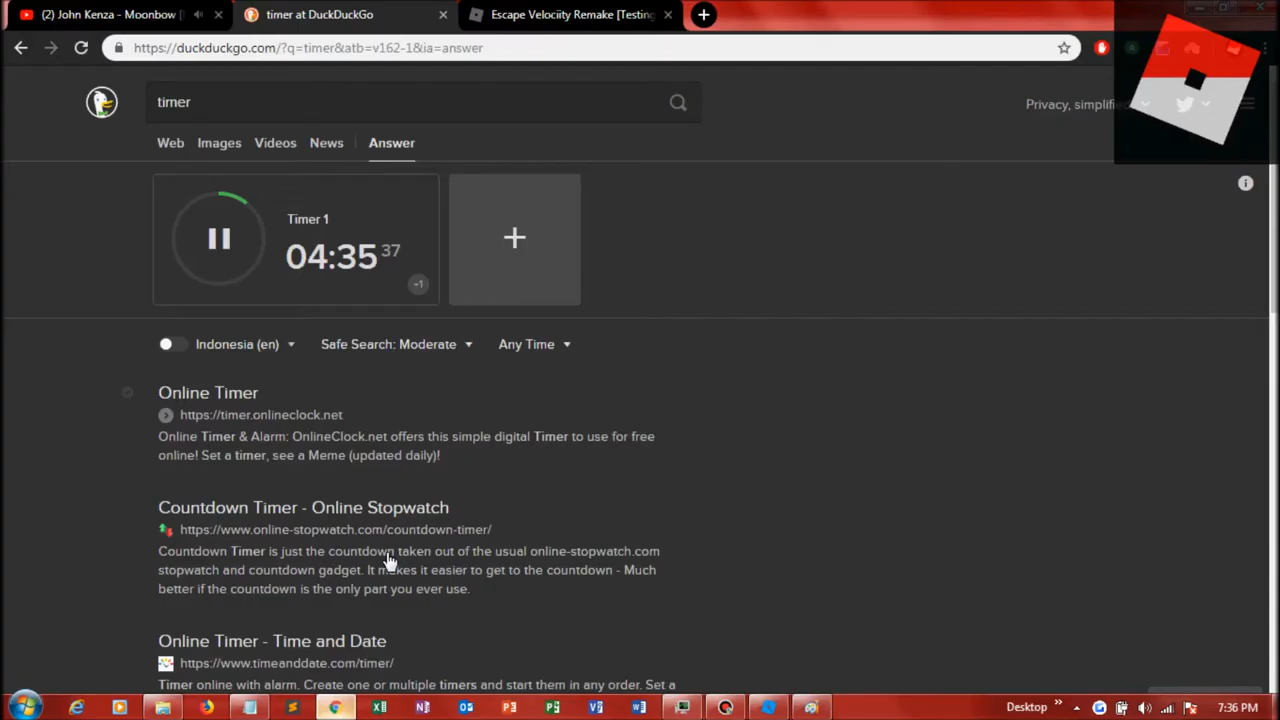 (2) John Kenza - Moonbow [
timer at DuckDuckGo
Escape Velociity Remake [Testing
https://duckduckgo.com/?q=timer&atb=v162-1&ia=answer
timer
Privacy, simplified
Web Images Videos News Answer
Timer 1
04:35 37
-1
Indonesia (en) Safe Search: Moderate Any Time
Online Timer
https://timer.onlineclock.net
Online Timer & Alarm: OnlineClock.net offers this simple digital Timer to use for free
online! Set a timer, see a Meme (updated daily)!
Countdown Timer - Online Stopwatch
https://www.online-stopwatch.com/countdown-timer/
Countdown Timer is just the countdown taken out of the usual online-stopwatch.com
stopwatch and countdown gadget. It makes it easier to get to the countdown - Much
better if the countdown is the only part you ever use.
Online Timer - Time and Date
https://www.timeanddate.com/timer/
Timer online with alarm. Create one or multiple timers and start them in any order. Set a
Desktop
7:36 PM